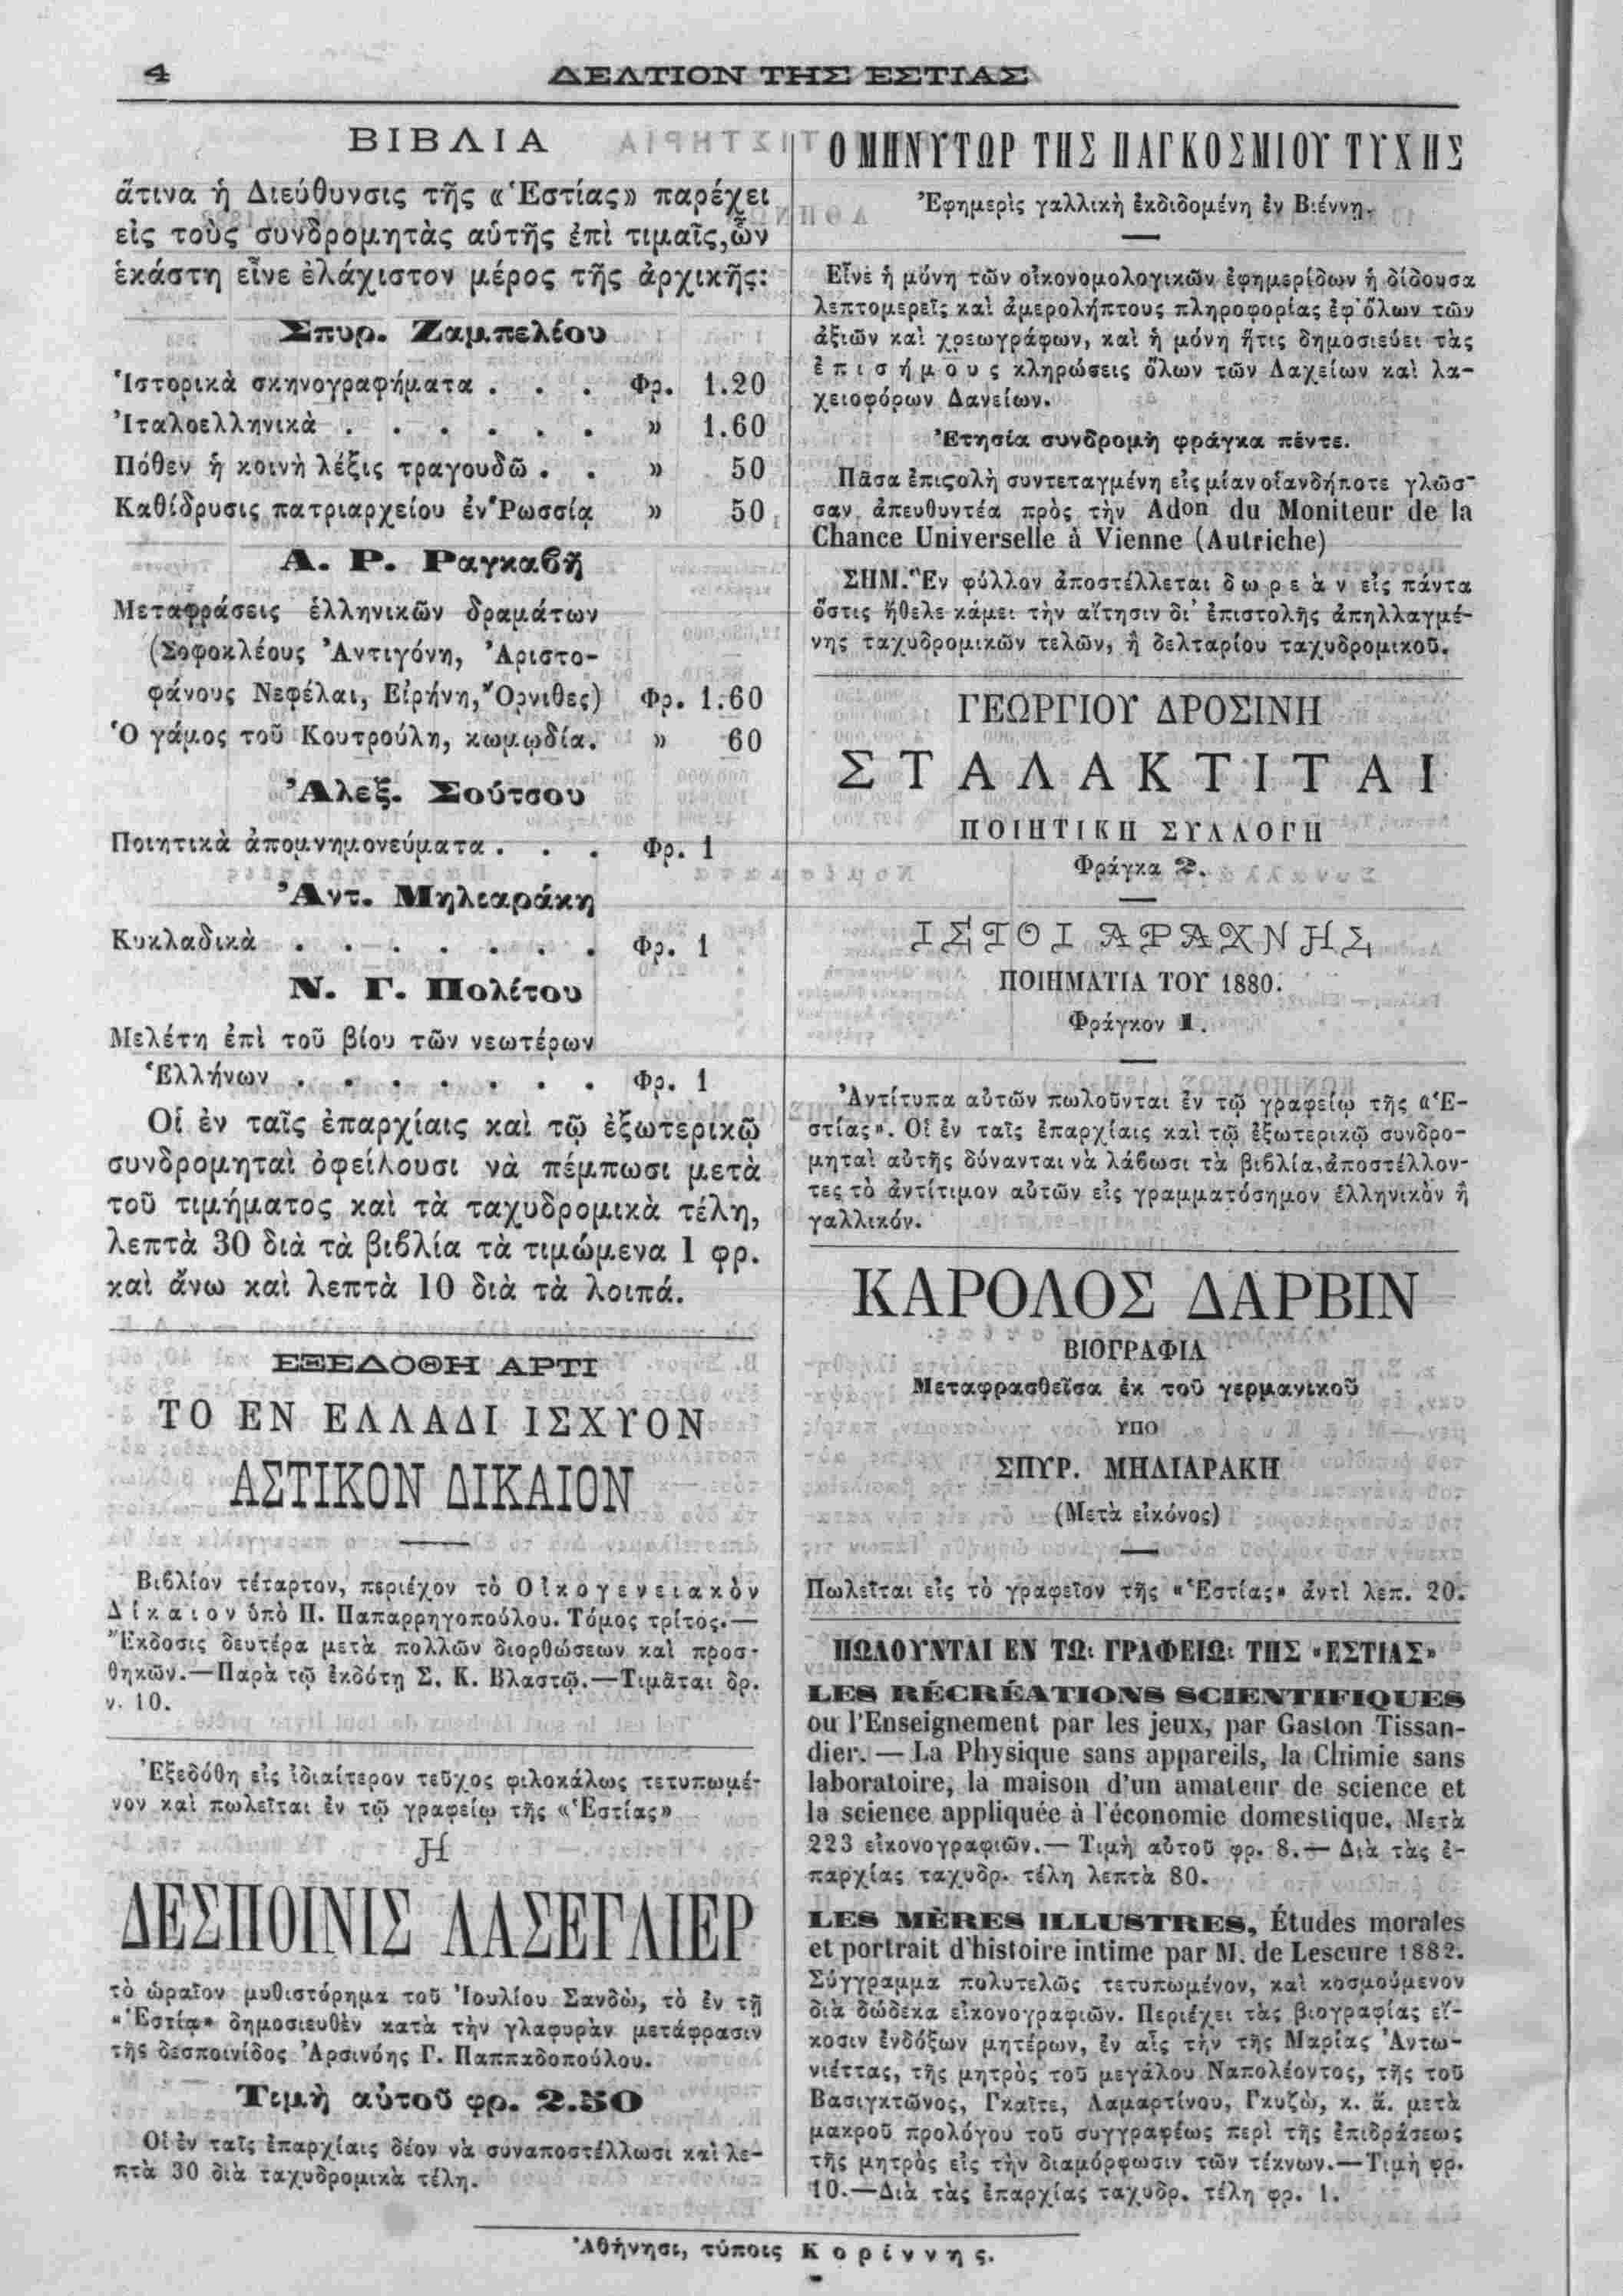 4
ΔΕΛΤΙΟΝ ΤΗΣ ΕΣΤΙΑΣ
ΒΙΒΛΙΑ
ἅτινα ἡ Διεύθυνσις τῆς «Ἑστίας» παρέχει
εἰς τοὺς συνδρομητὰς αὑτῆς ἐπὶ τιμαῖς, ὧν
ἑκάστη εἶνε ἐλάχιστον μέρος τῆς ἀρχικῆς:
Σπυρ. Ζαμπελίου
Ἱστορικὰ σκηνογραφήματα . . . Φρ. 1.20
Ἰταλοελληνικὰ . . . . . . » 1.60
Πόθεν ἡ κοινὴ λέξις τραγουδῶ . . » 50
Καθίδρυσις πατριαρχείου ἐν Ῥωσσίᾳ » 50
Α. Ρ. Ραγκαβῆ
Μεταφράσεις ἑλληνικῶν δραμάτων
(Σοφοκλέους Ἀντιγόνη, Ἀριστο-
φάνους Νεφέλαι, Εἰρήνη, Ὄρνιθες) Φρ. 1.60
Ὁ γάμος τοῦ Κουτρούλη, κωμῳδία. » 60
Ἀλεξ. Σούτσου
Ποιητικὰ ἀπομνημονεύματα . . . Φρ. 1
Ἀντ. Μηλιαράκη
Κυκλαδικὰ . . . . . . . Φρ. 1
Ν. Γ. Πολίτου
Μελέτη ἐπὶ τοῦ βίου τῶν νεωτέρων
Ἑλλήνων . . . . . . . Φρ. 1
Οἱ ἐν ταῖς ἐπαρχίαις καὶ τῷ ἐξωτερικῷ
συνδρομηταὶ ὀφείλουσι νὰ πέμπωσι μετὰ
τοῦ τιμήματος καὶ τὰ ταχυδρομικὰ τέλη,
λεπτὰ 30 διὰ τὰ βιβλία τὰ τιμώμενα 1 φρ.
καὶ ἄνω καὶ λεπτὰ 10 διὰ τὰ λοιπά.
ΕΞΕΔΟΘΗ ΑΡΤΙ
ΤΟ ΕΝ ΕΛΛΑΔΙ ΙΣΧΥΟΝ
ΑΣΤΙΚΟΝ ΔΙΚΑΙΟΝ
Βιβλίον τέταρτον, περιέχον τὸ Οἰκογενειακὸν
Δίκαιον ὑπὸ Π. Παπαρρηγοπούλου. Τόμος τρίτος.—
Ἔκδοσις δευτέρα μετὰ πολλῶν διορθώσεων καὶ προσ-
θηκῶν.—Παρὰ τῷ ἐκδότῃ Σ. Κ. Βλαστῷ.—Τιμᾶται δρ.
ν. 10.
Ἐξεδόθη εἰς ἰδιαίτερον τεῦχος φιλοκάλως τετυπωμέ-
νον καὶ πωλεῖται ἐν τῷ γραφείῳ τῆς «Ἑστίας»
Η
ΔΕΣΠΟΙΝΙΣ ΛΑΣΕΓΛΙΕΡ
τὸ ὡραῖον μυθιστόρημα τοῦ Ἰουλίου Σανδὼ, τὸ ἐν τῇ
«Ἑστίᾳ» δημοσιευθὲν κατὰ τὴν γλαφυρὰν μετάφρασιν
τῆς δεσποινίδος Ἀρσινόης Γ. Παππαδοπούλου.
Τιμὴ αὐτοῦ φρ. 2.50
Οἱ ἐν ταῖς ἐπαρχίαις δέον νὰ συναποστέλλωσι καὶ λε-
πτὰ 30 διὰ ταχυδρομικὰ τέλη.
Ο ΜΗΝΥΤΩΡ ΤΗΣ ΠΑΓΚΟΣΜΙΟΥ ΤΥΧΗΣ
Ἐφημερὶς γαλλικὴ ἐκδιδομένη ἐν Βιέννῃ.
Εἶνε ἡ μόνη τῶν οἰκονομολογικῶν ἐφημερίδων ἡ δίδουσα
λεπτομερεῖς καὶ ἀμερολήπτους πληροφορίας ἐφ' ὅλων τῶν
ἀξιῶν καὶ χρεωγράφων, καὶ ἡ μόνη ἥτις δημοσιεύει τὰς
ἐπισήμους κληρώσεις ὅλων τῶν Λαχείων καὶ λα-
χειοφόρων Δανείων.
Ἐτησία συνδρομὴ φράγκα πέντε.
Πᾶσα ἐπιστολὴ συντεταγμένη εἰς μίαν οἱανδήποτε γλῶσ-
σαν, ἀπευθυντέα πρὸς τὴν Adon du Moniteur de la
Chance Universelle à Vienne (Autriche)
ΣΗΜ. Ἓν φύλλον ἀποστέλλεται δωρεὰν εἰς πάντα
ὅστις ἤθελε κάμει τὴν αἴτησιν δι' ἐπιστολῆς ἀπηλλαγμέ-
νης ταχυδρομικῶν τελῶν, ἢ δελταρίου ταχυδρομικοῦ.
ΓΕΩΡΓΙΟΥ ΔΡΟΣΙΝΗ
ΣΤΑΛΑΚΤΙΤΑΙ
ΠΟΙΗΤΙΚΗ ΣΥΛΛΟΓΗ
Φράγκα 2.
ΙΣΤΟΙ ΑΡΑΧΝΗΣ
ΠΟΙΗΜΑΤΙΑ ΤΟΥ 1880.
Φράγκον 1.
Ἀντίτυπα αὐτῶν πωλοῦνται ἐν τῷ γραφείῳ τῆς «Ἑ-
στίας». Οἱ ἐν ταῖς ἐπαρχίαις καὶ τῷ ἐξωτερικῷ συνδρο-
μηταὶ αὐτῆς δύνανται νὰ λάβωσι τὰ βιβλία, ἀποστέλλον-
τες τὸ ἀντίτιμον αὐτῶν εἰς γραμματόσημον ἑλληνικὸν ἢ
γαλλικόν.
ΚΑΡΟΛΟΣ ΔΑΡΒΙΝ
ΒΙΟΓΡΑΦΙΑ
Μεταφρασθεῖσα ἐκ τοῦ γερμανικοῦ
ΥΠΟ
ΣΠΥΡ. ΜΗΛΙΑΡΑΚΗ
(Μετὰ εἰκόνος)
Πωλεῖται εἰς τὸ γραφεῖον τῆς «Ἑστίας» ἀντὶ λεπ. 20.
ΠΩΛΟΥΝΤΑΙ ΕΝ ΤΩι ΓΡΑΦΕΙΩι ΤΗΣ «ΕΣΤΙΑΣ»
LES RÉCRÉATIONS SCIENTIFIQUES
ou l'Enseignement par les jeux, par Gaston Tissan-
dier. — La Physique sans appareils, la Chimie sans
laboratoire, la maison d'un amateur de science et
la science appliquée à l'économie domestique. Μετὰ
223 εἰκονογραφιῶν.— Τιμὴ αὐτοῦ φρ. 8.— Διὰ τὰς ἐ-
παρχίας ταχυδρ. τέλη λεπτὰ 80.
LES MÈRES ILLUSTRES, Études morales
et portrait d'histoire intime par M. de Lescure 1882.
Σύγγραμμα πολυτελῶς τετυπωμένον, καὶ κοσμούμενον
διὰ δώδεκα εἰκονογραφιῶν. Περιέχει τὰς βιογραφίας εἴ-
κοσιν ἐνδόξων μητέρων, ἐν αἷς τὴν τῆς Μαρίας Ἀντω-
νιέττας, τῆς μητρὸς τοῦ μεγάλου Ναπολέοντος, τῆς τοῦ
Βασιγκτῶνος, Γκαῖτε, Λαμαρτίνου, Γκυζὼ, κ. ἄ. μετὰ
μακροῦ προλόγου τοῦ συγγραφέως περὶ τῆς ἐπιδράσεως
τῆς μητρὸς εἰς τὴν διαμόρφωσιν τῶν τέκνων.—Τιμὴ φρ.
10.—Διὰ τὰς ἐπαρχίας ταχυδρ. τέλη φρ. 1.
Ἀθήνησι, τύποις Κορίννης.